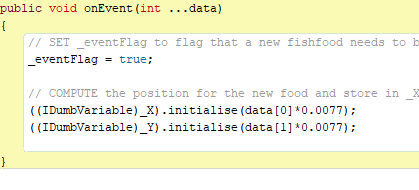 public void onEvent(int ...data)
{
// SET _eventFlag to flag that a new fishfood needs to
_eventFlag = true;
// COMPUTE the position for the new food and store in
((IDumbVariable)_X).initialise(data[0]*0.0077);
((IDumbVariable)_Y).initialise(data[1]*0.0077);
}